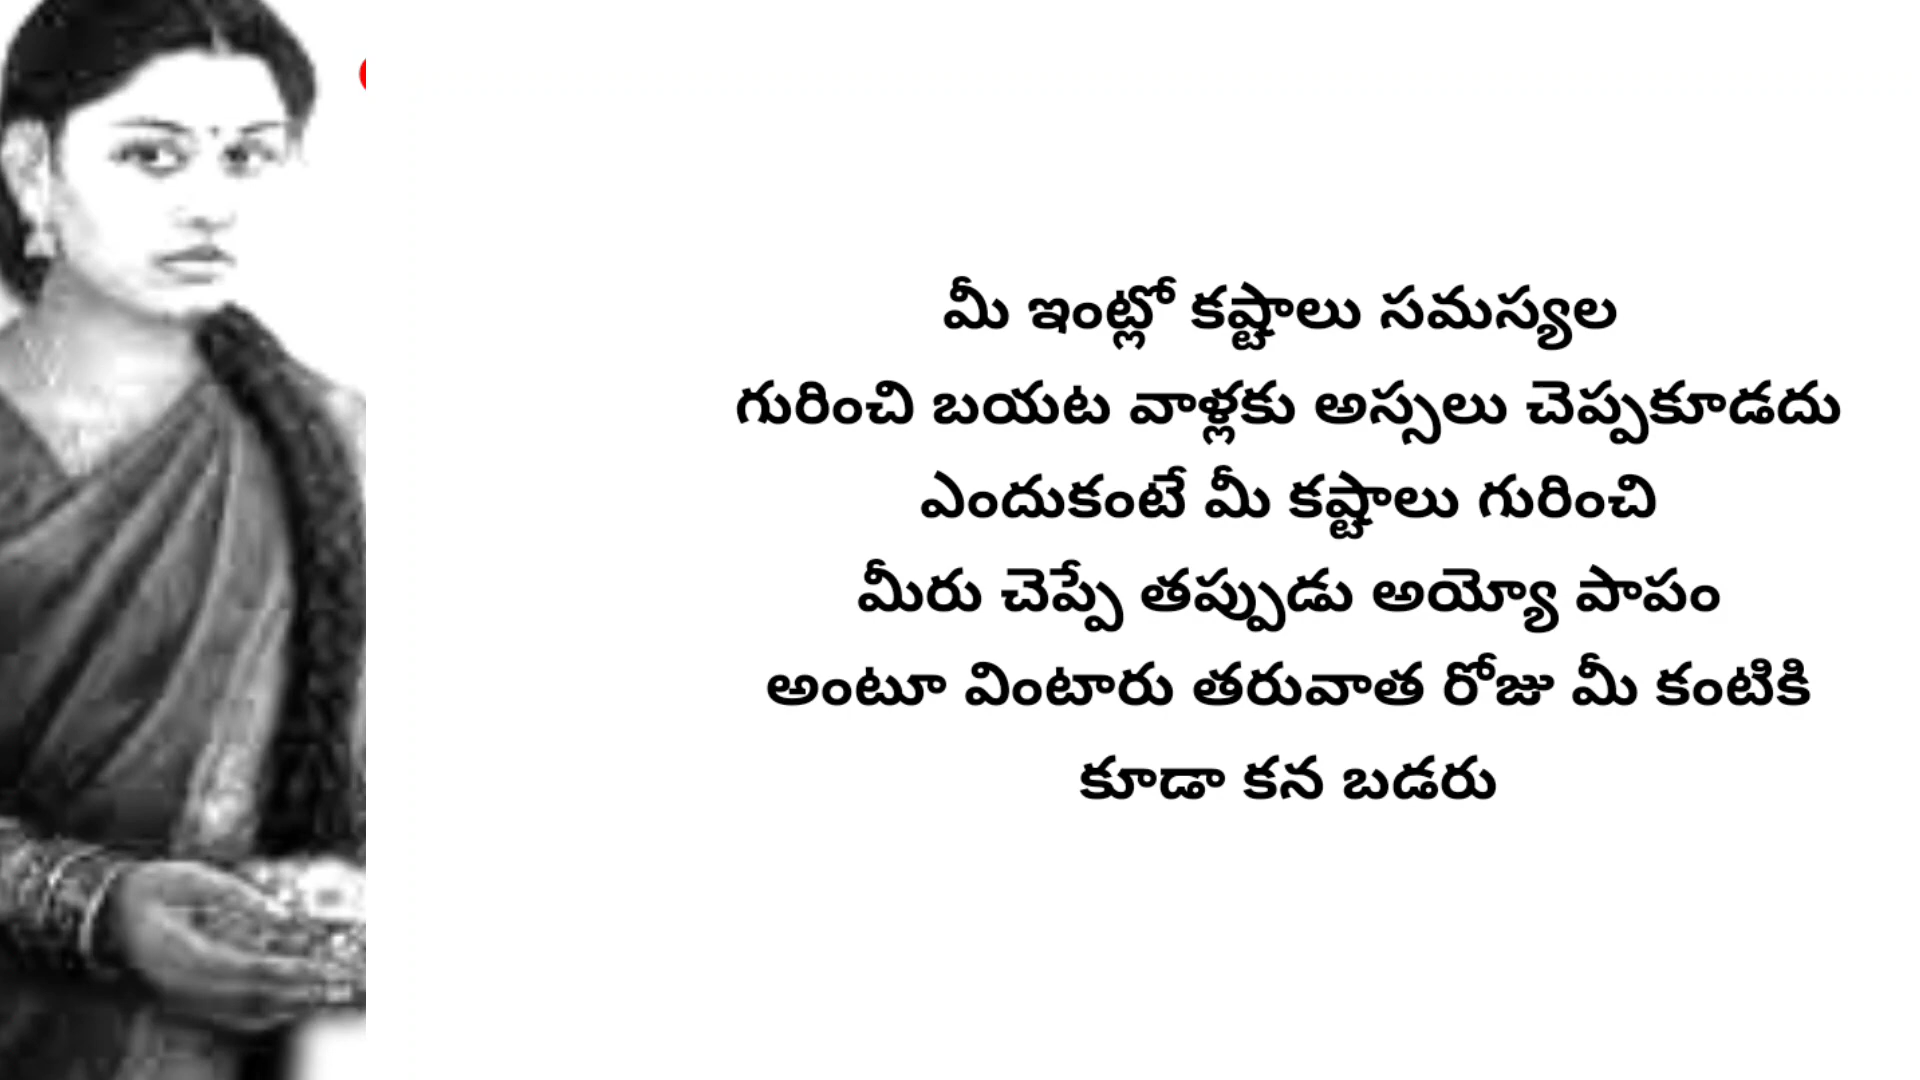 మీ ఇంట్లో కష్టాలు సమస్యల
గురించి బయట వాళ్లకు అస్సలు చెప్పకూడదు
ఎందుకంటే మీ కష్టాలు గురించి
మీరు చెప్పే తప్పుడు అయ్యో పాపం
అంటూ వింటారు తరువాత రోజు మీ కంటికి
కూడా కన బడరు